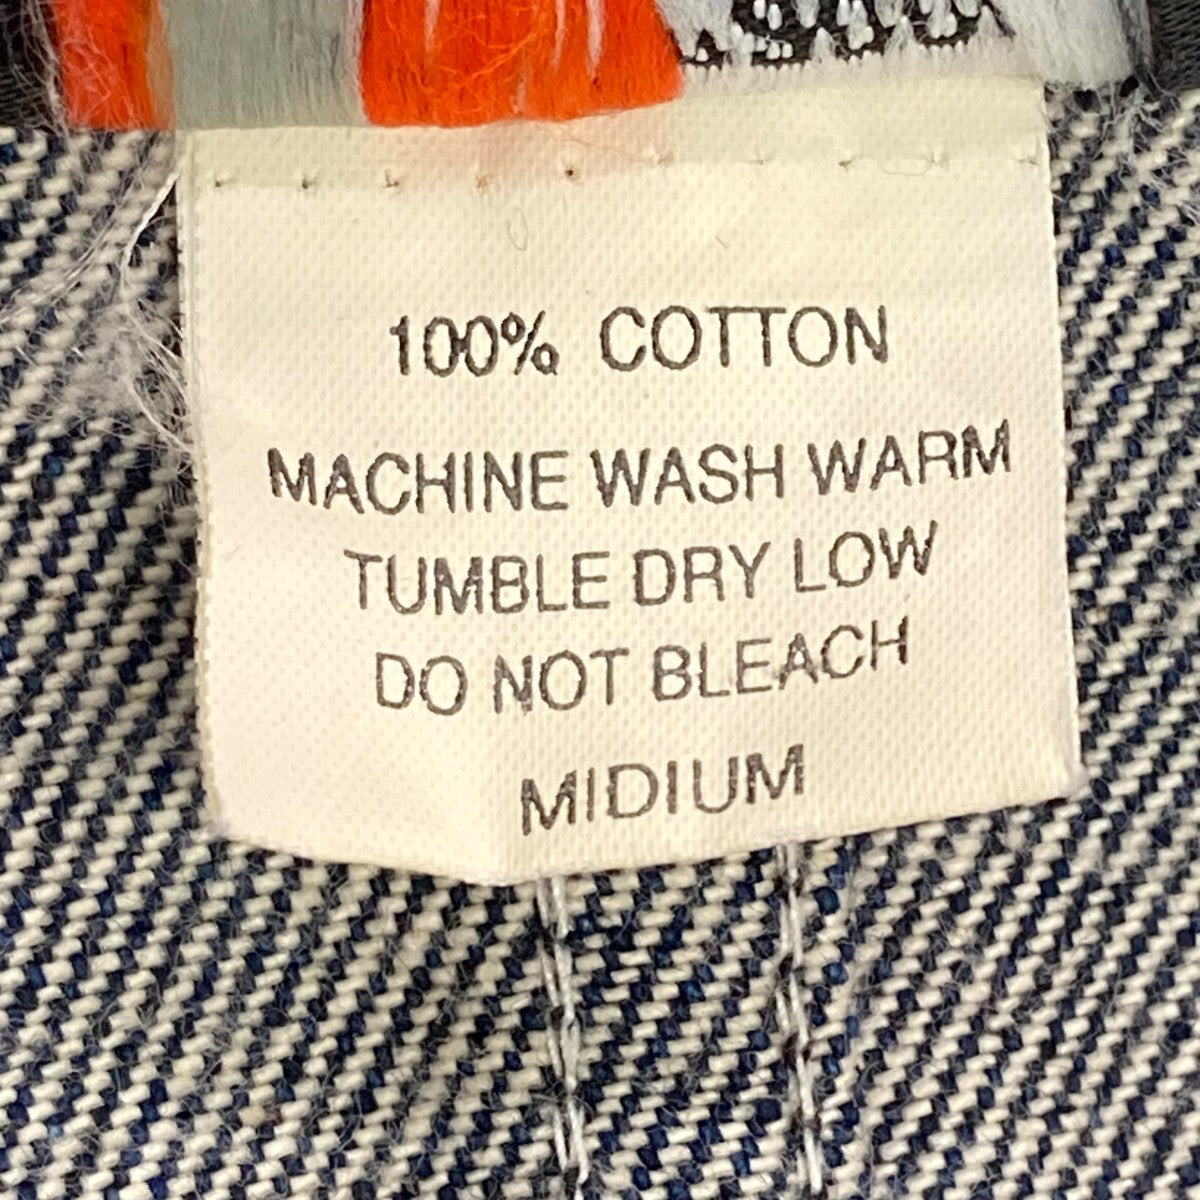 100% COTTON
MACHINE WASH WARM
TUMBLE DRY LOW
DO NOT BLEACH
MIDIUM